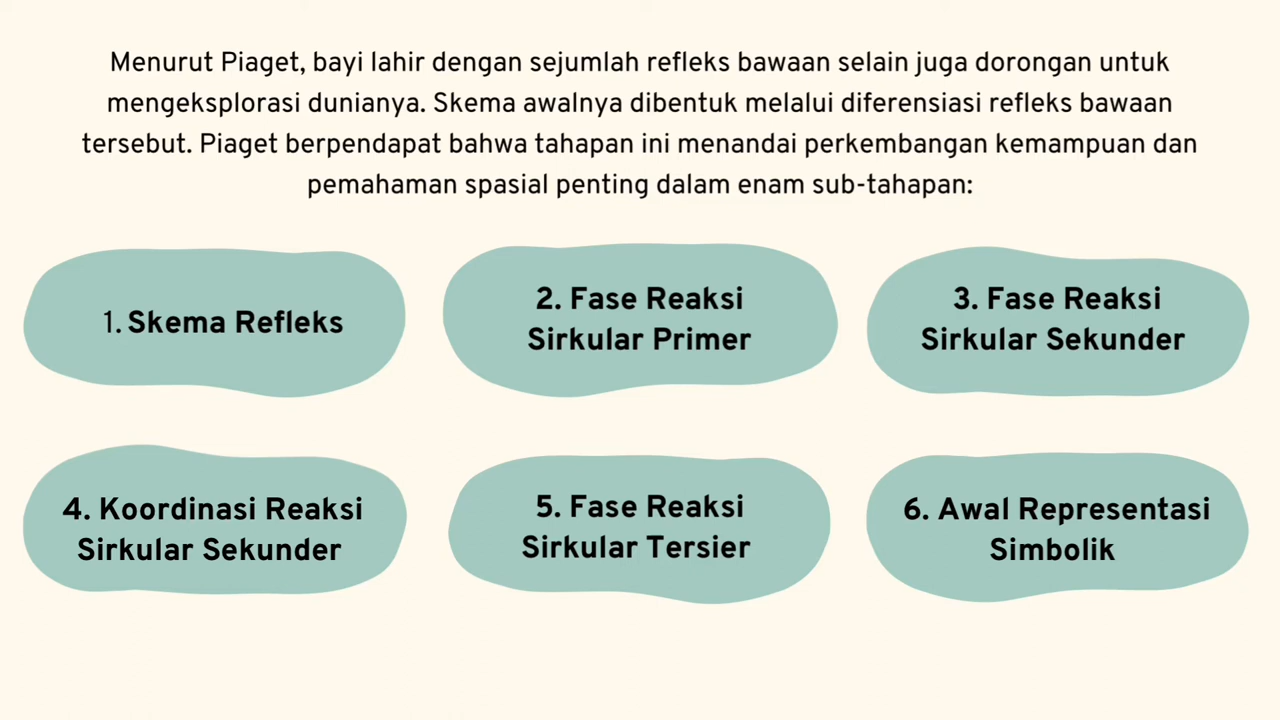 Menurut Piaget, bayi lahir dengan sejumlah refleks bawaan selain juga dorongan untuk
mengeksplorasi dunianya. Skema awalnya dibentuk melalui diferensiasi refleks bawaan
tersebut. Piaget berpendapat bahwa tahapan ini menandai perkembangan kemampuan dan
pemahaman spasial penting dalam enam sub-tahapan:
1. Skema Refleks
2. Fase Reaksi
Sirkular Primer
3. Fase Reaksi
Sirkular Sekunder
4. Koordinasi Reaksi
Sirkular Sekunder
5. Fase Reaksi
Sirkular Tersier
6. Awal Representasi
Simbolik